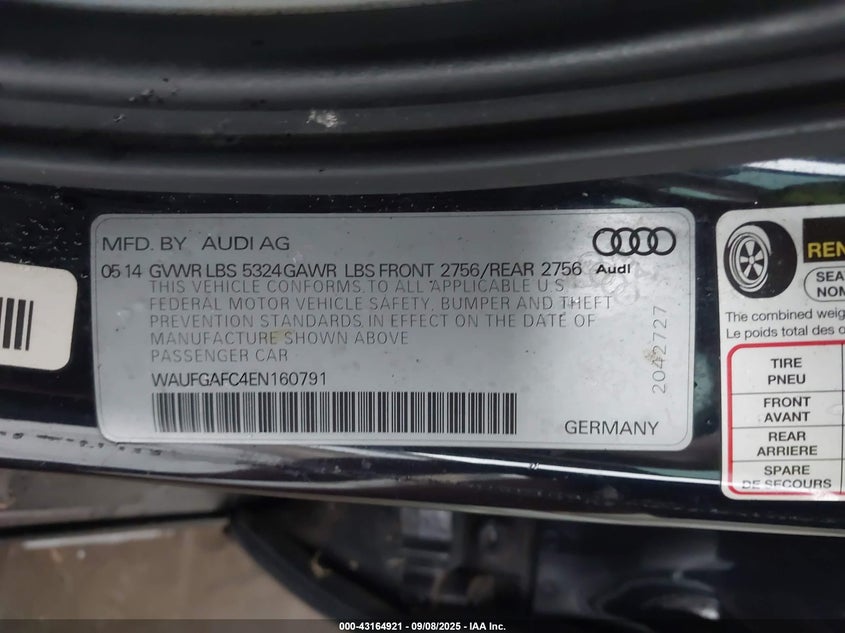 MFD. BY AUDI AG
Audi
05 14 GVWR LBS 5324 GAWR LBS FRONT 2756/REAR 2756
THIS VEHICLE CONFORMS TO ALL APPLICABLE U S
FEDERAL MOTOR VEHICLE SAFETY, BUMPER AND THEFT
PREVENTION STANDARDS IN EFFECT ON THE DATE OF
MANUFACTURE SHOWN ABOVE
PASSENGER CAR
WAUFGAFC4EN160791
GERMANY
2042727
REN
SEA
NOM
The combined weig
Le poids total des o
TIRE
PNEU
FRONT
AVANT
REAR
ARRIERE
SPARE
DE SECOURS
000-43164921 - 09/08/2025 - IAA Inc.